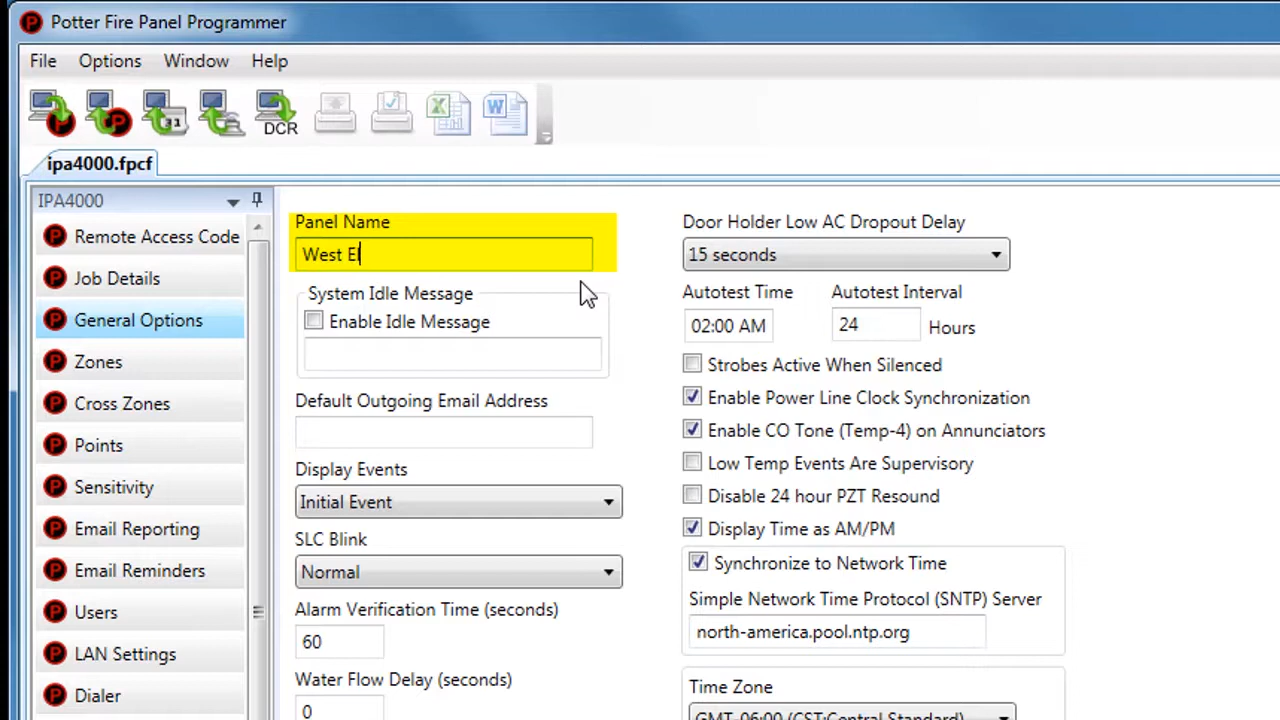 Potter Fire Panel Programmer
File Options Window Help
DCR
ipa4000.fpcf
IPA4000
Remote Access Code
Job Details
General Options
Zones
Cross Zones
Points
Sensitivity
Email Reporting
Email Reminders
Users
LAN Settings
Dialer
Panel Name
West El
System Idle Message
Enable Idle Message
Default Outgoing Email Address
Display Events
Initial Event
SLC Blink
Normal
Alarm Verification Time (seconds)
60
Water Flow Delay (seconds)
0
Door Holder Low AC Dropout Delay
15 seconds
Autotest Time Autotest Interval
02:00 AM 24 Hours
Strobes Active When Silenced
Enable Power Line Clock Synchronization
Enable CO Tone (Temp-4) on Annunciators
Low Temp Events Are Supervisory
Disable 24 hour PZT Resound
Display Time as AM/PM
Synchronize to Network Time
Simple Network Time Protocol (SNTP) Server
north-america.pool.ntp.org
Time Zone
GMT-06:00 (CST:Central Standard)